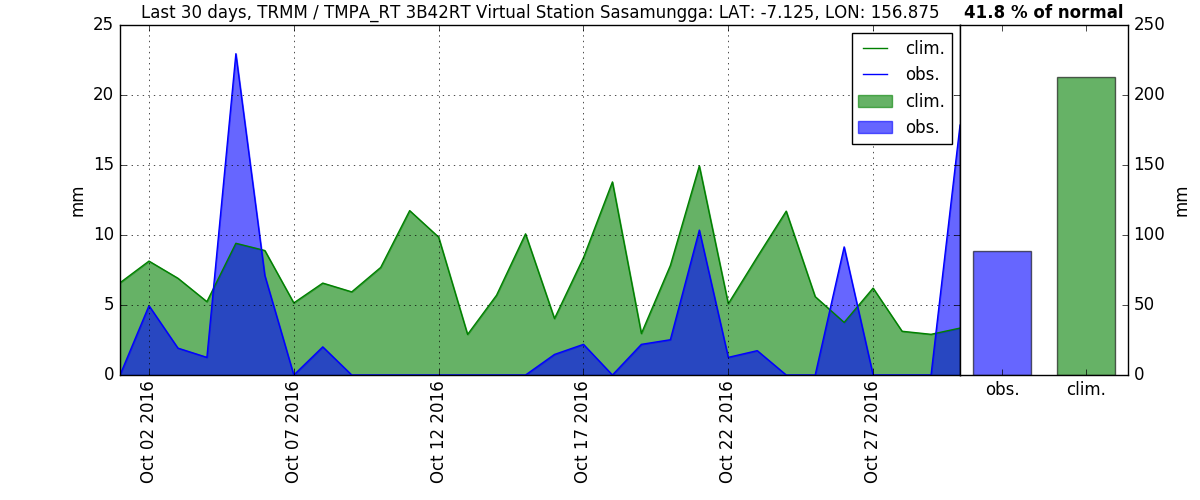 Last 30 days, TRMM / TMPA_RT 3B42RT Virtual Station Sasamungga: LAT: -7.125, LON: 156.875
41.8 % of normal
25
20
15
10
5
0
mm
clim.
obs.
clim.
obs.
250
200
150
100
50
0
mm
obs.
clim.
Oct 02 2016
Oct 07 2016
Oct 12 2016
Oct 17 2016
Oct 22 2016
Oct 27 2016